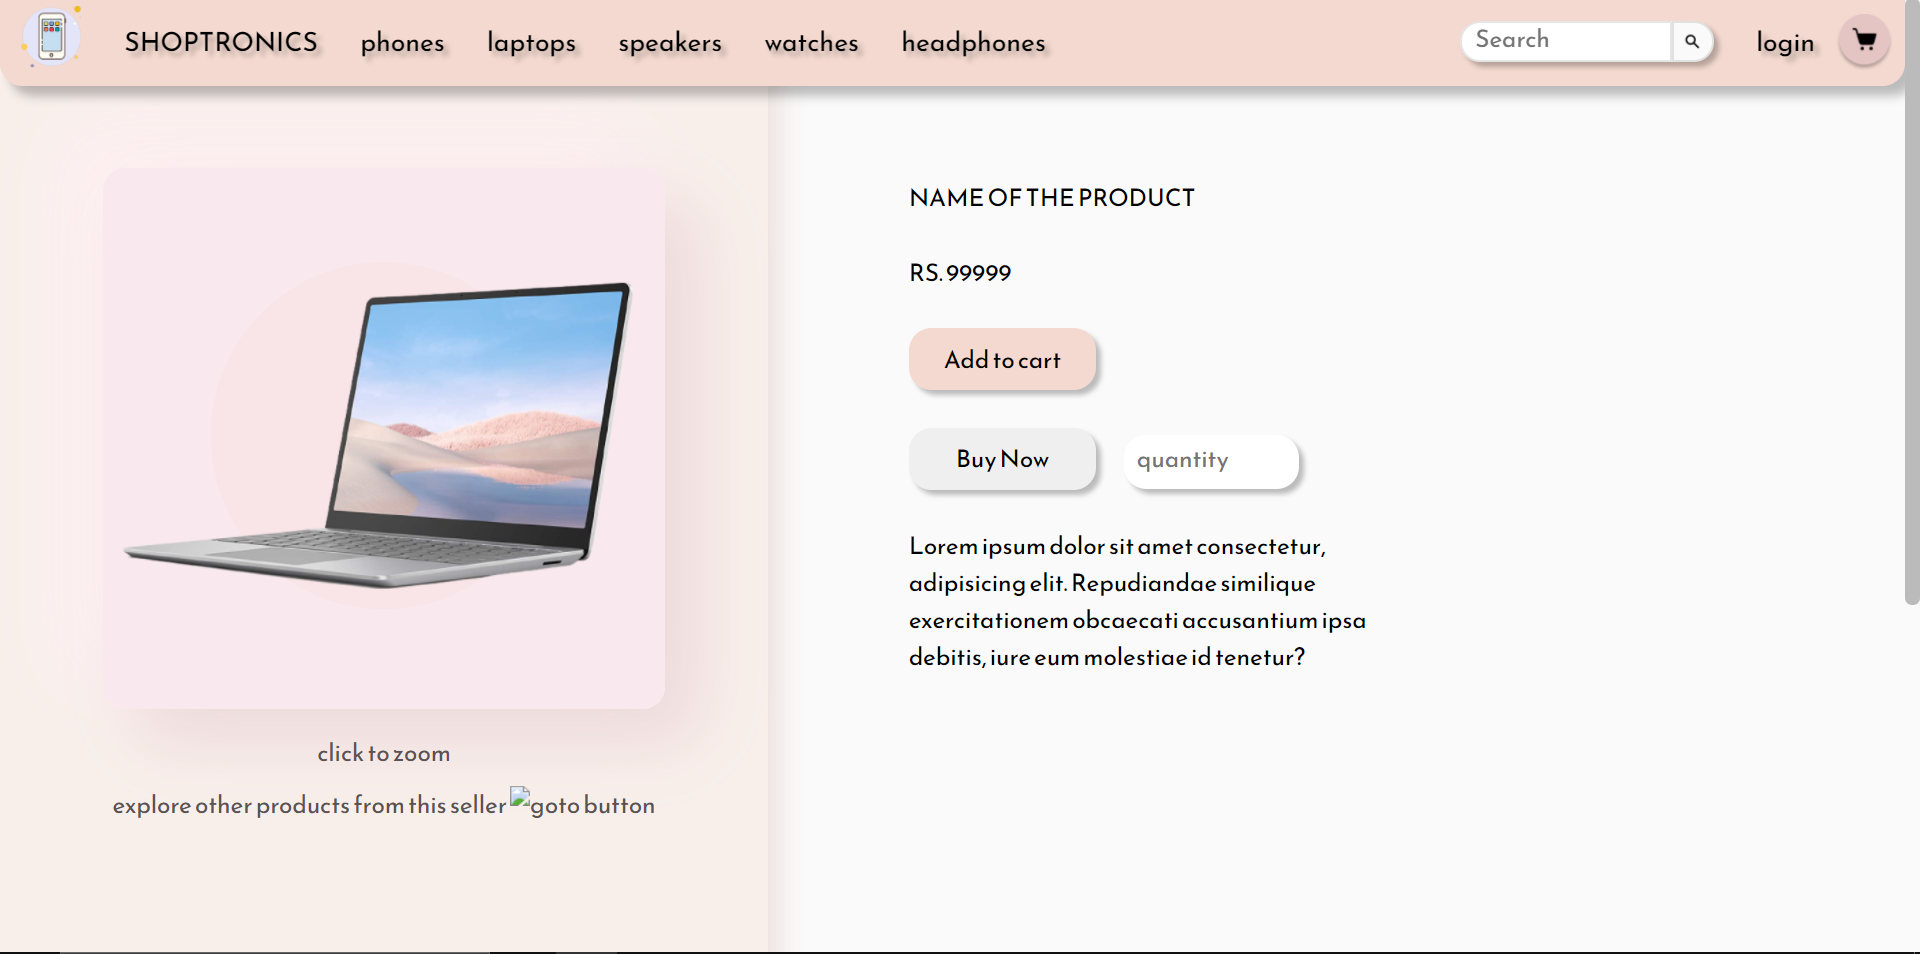 SHOPTRONICS phones laptops speakers watches headphones Search login
NAME OF THE PRODUCT
RS. 99999
Add to cart
Buy Now quantity
Lorem ipsum dolor sit amet consectetur,
adipisicing elit. Repudiandae similique
exercitationem obcaecati accusantium ipsa
debitis, iure eum molestiae id tenetur?
click to zoom
explore other products from this seller goto button